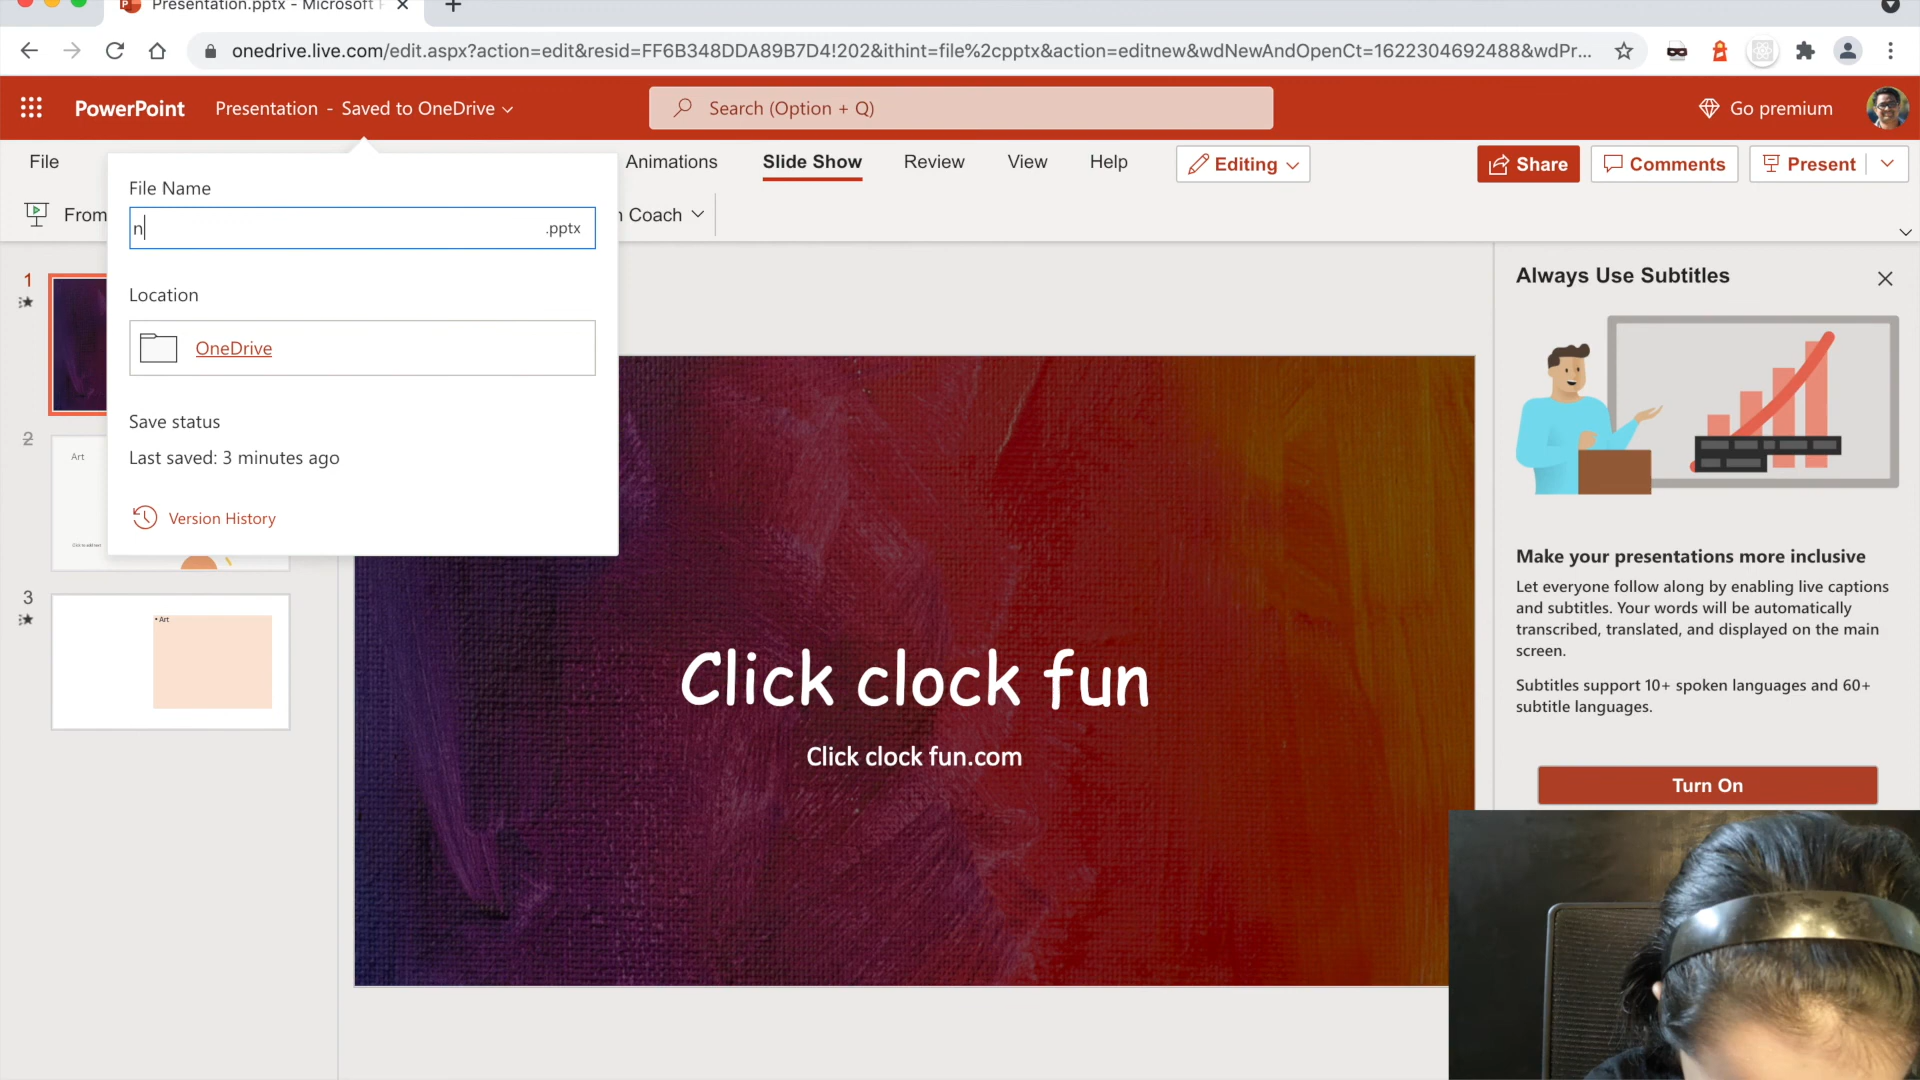 Presentation.pptx - Microsoft
onedrive.live.com/edit.aspx?action=edit&resid=FF6B348DDA89B7D4!202&ithint=file%2cpptx&action=editnew&wdNewAndOpenCt=1622304692488&wdPr...
PowerPoint Presentation - Saved to OneDrive Search (Option + Q) Go premium
File Animations Slide Show Review View Help Editing Share Comments Present
From Coach
File Name
n .pptx
Location
OneDrive
Save status
Last saved: 3 minutes ago
Version History
1
2
Art
Click to add text
3
• Art
Click clock fun
Click clock fun.com
Always Use Subtitles
Make your presentations more inclusive
Let everyone follow along by enabling live captions
and subtitles. Your words will be automatically
transcribed, translated, and displayed on the main
screen.
Subtitles support 10+ spoken languages and 60+
subtitle languages.
Turn On